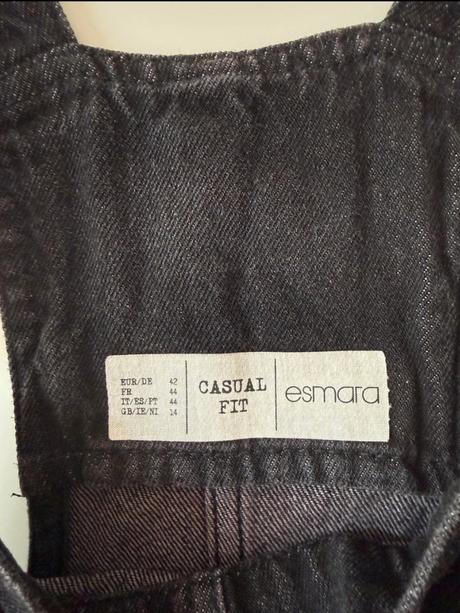 EUR/DE 42
FR 44
IT/ES/PT 44
GB/IE/NI 14
CASUAL
FIT
esmara